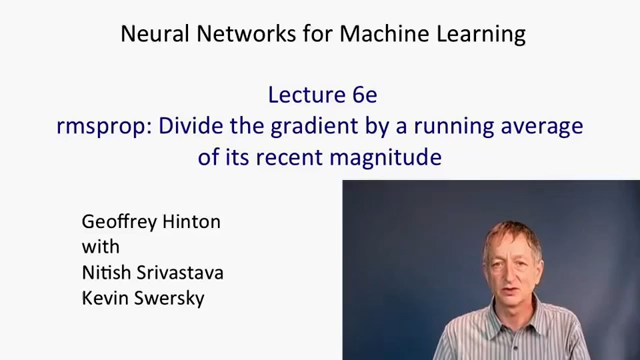 Neural Networks for Machine Learning
Lecture 6e
rmsprop: Divide the gradient by a running average
of its recent magnitude
Geoffrey Hinton
with
Nitish Srivastava
Kevin Swersky